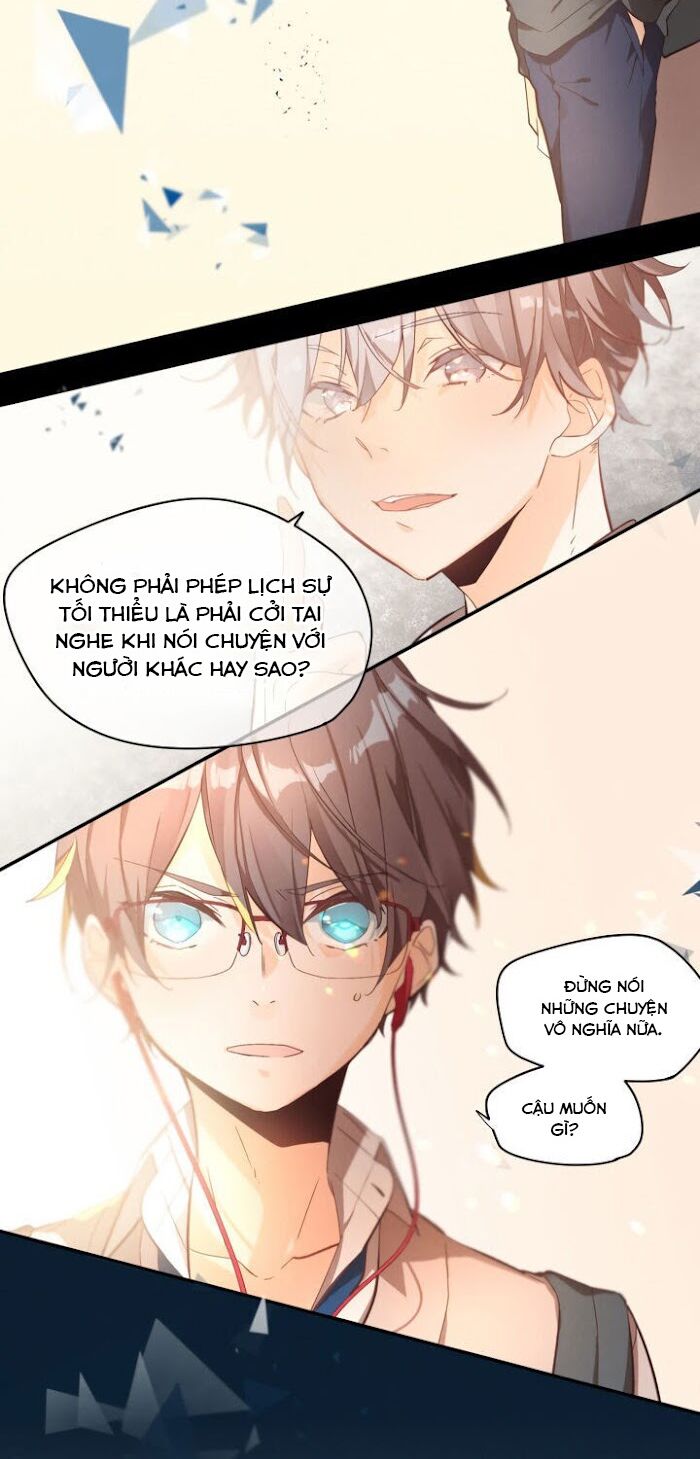 KHÔNG PHẢI PHÉP LỊCH SỰ
TỐI THIỂU LÀ PHẢI CỞI TAI
NGHE KHI NÓI CHUYỆN VỚI
NGƯỜI KHÁC HAY SAO?
ĐỪNG NÓI
NHỮNG CHUYỆN
VÔ NGHĨA NỮA.
CẬU MUỐN
GÌ?